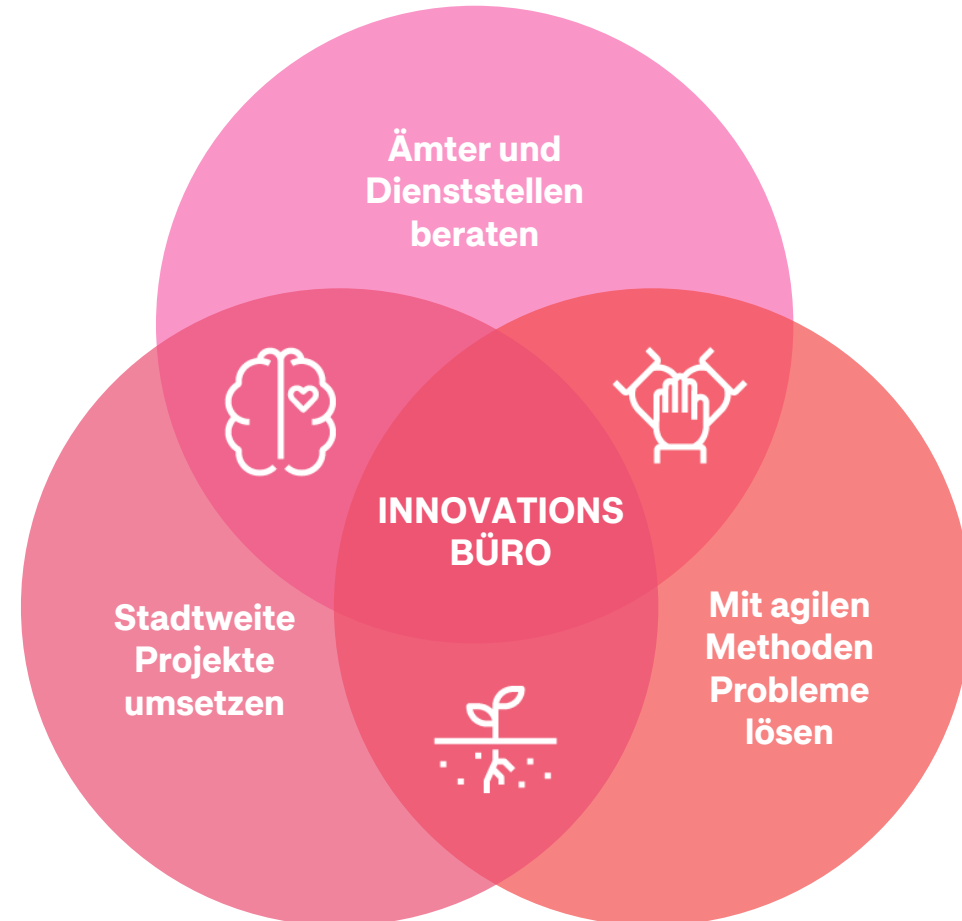 Ämter und
Dienststellen
beraten
INNOVATIONS
BÜRO
Stadtweite
Projekte
umsetzen
Mit agilen
Methoden
Probleme
lösen